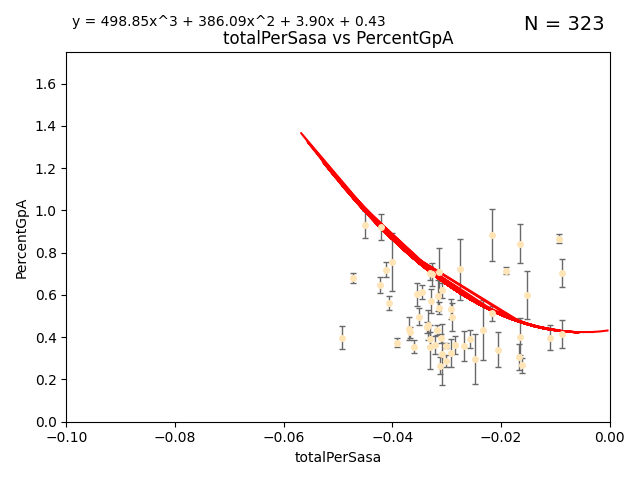 y = 498.85x^3 + 386.09x^2 + 3.90x + 0.43
N = 323
totalPerSasa vs PercentGpA
PercentGpA
1.6
1.4
1.2
1.0
0.8
0.6
0.4
0.2
0.0
−0.10 −0.08 −0.06 −0.04 −0.02 0.00
totalPerSasa